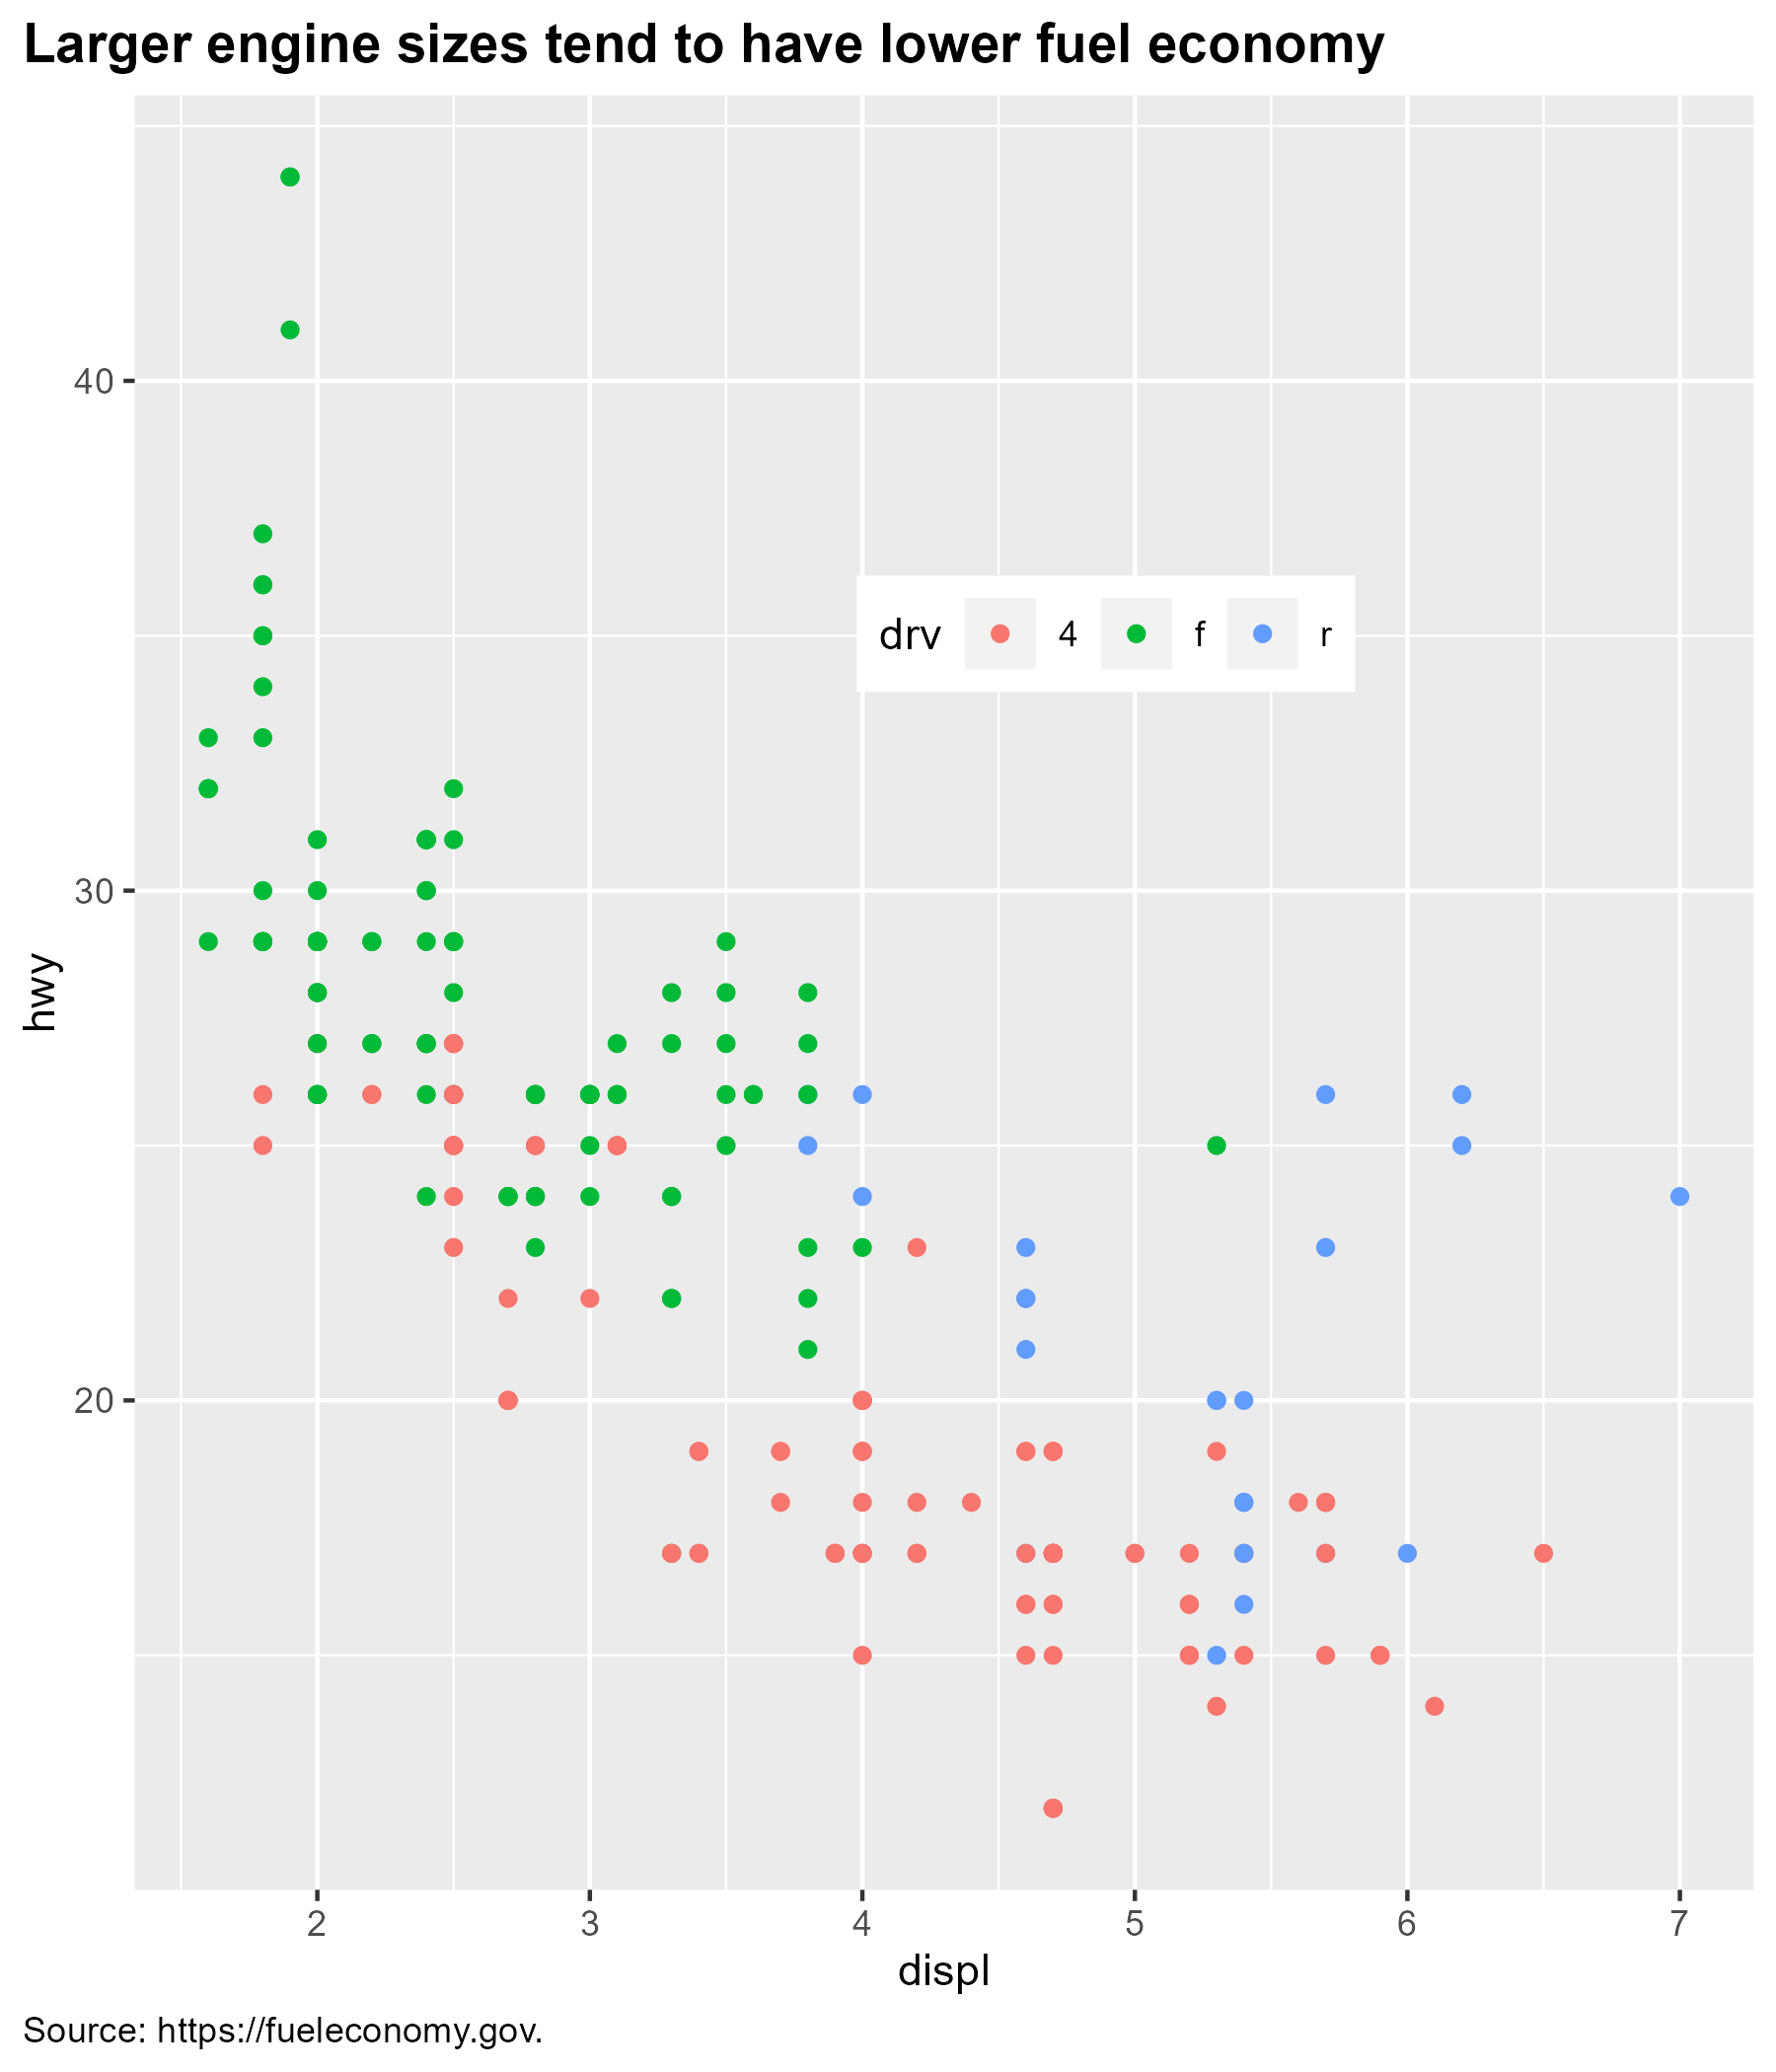 Larger engine sizes tend to have lower fuel economy
hwy
40
30
20
drv 4 f r
2 3 4 5 6 7
displ
Source: https://fueleconomy.gov.